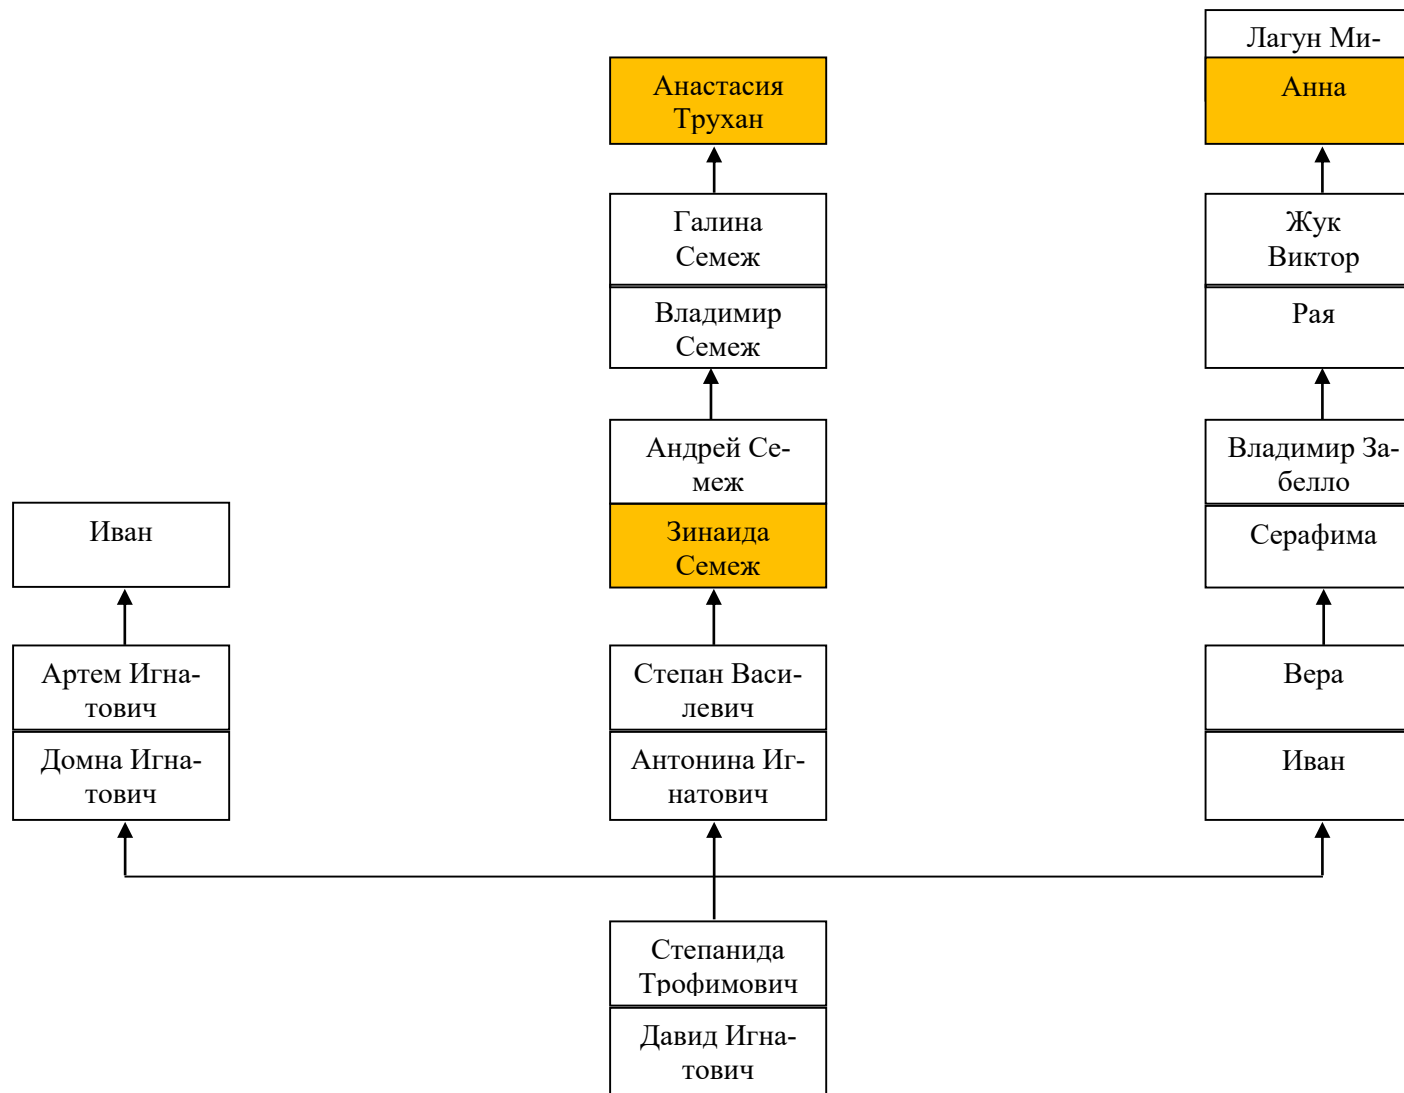 Лагун Ми-
Анастасия
Трухан
Анна
Галина
Семеж
Жук
Виктор
Владимир
Семеж
Рая
Андрей Се-
меж
Владимир За-
белло
Иван
Зинаида
Семеж
Серафима
Артем Игна-
тович
Степан Васи-
левич
Вера
Домна Игна-
тович
Антонина Иг-
натович
Иван
Степанида
Трофимович
Давид Игна-
тович